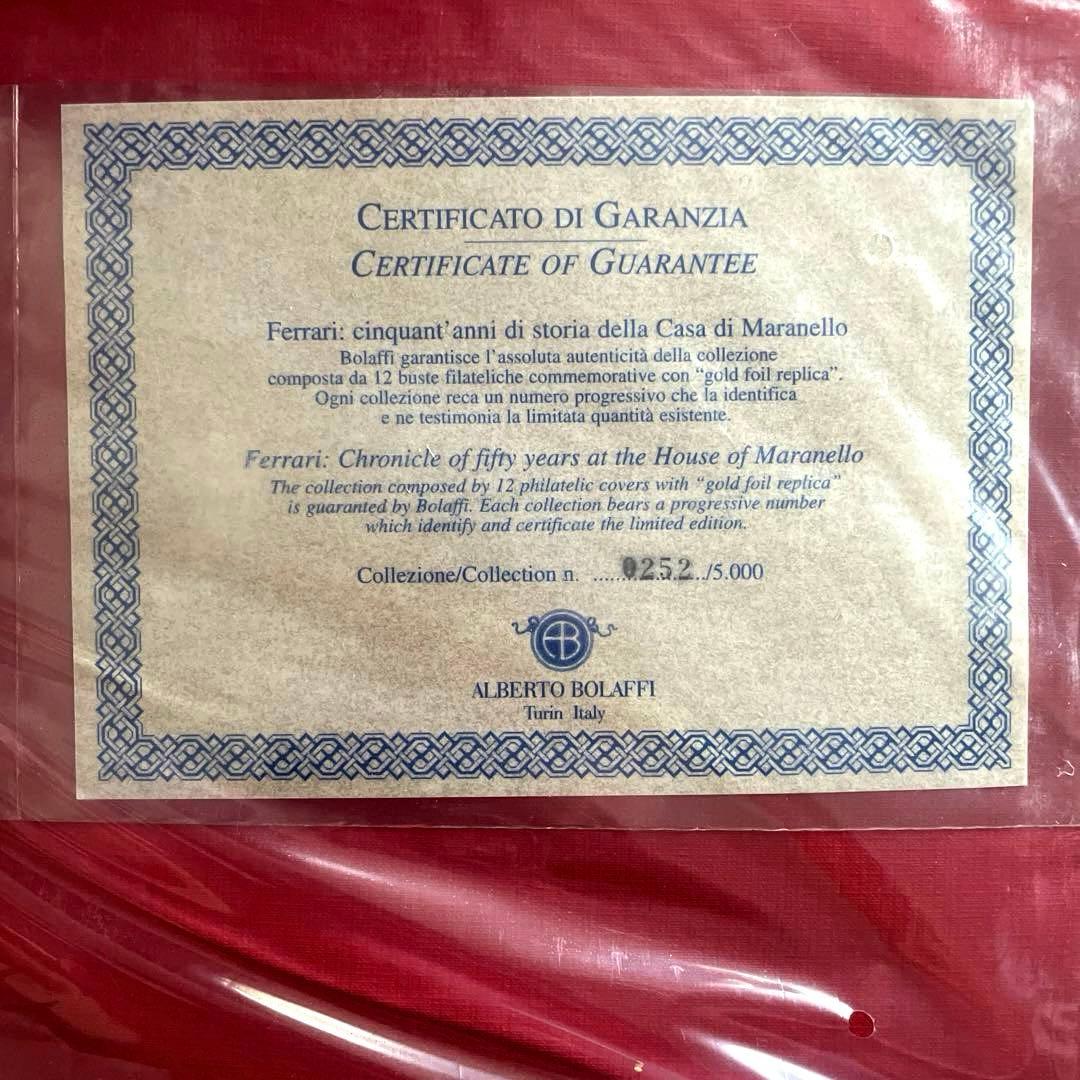 CERTIFICATO DI GARANZIA
CERTIFICATE OF GUARANTEE
Ferrari: cinquant'anni di storia della Casa di Maranello
Bolaffi garantisce l'assoluta autenticità della collezione
composta da 12 buste filateliche commemorative con “gold foil replica”.
Ogni collezione reca un numero progressivo che la identifica
e ne testimonia la limitata quantità esistente.
Ferrari: Chronicle of fifty years at the House of Maranello
The collection composed by 12 philatelic covers with “gold foil replica”
is guaranted by Bolaffi. Each collection bears a progressive number
which identify and certificate the limited edition.
Collezione/Collection n. ......0252../5.000
AB
ALBERTO BOLAFFI
Turin Italy